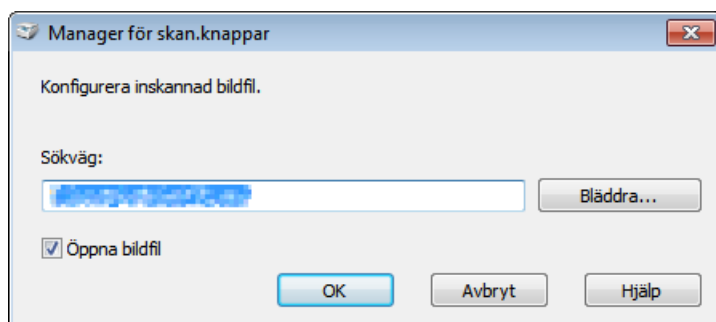 Manager för skan.knappar
Konfigurera inskannad bildfil.
Sökväg:
Bläddra...
Öppna bildfil
OK Avbryt Hjälp